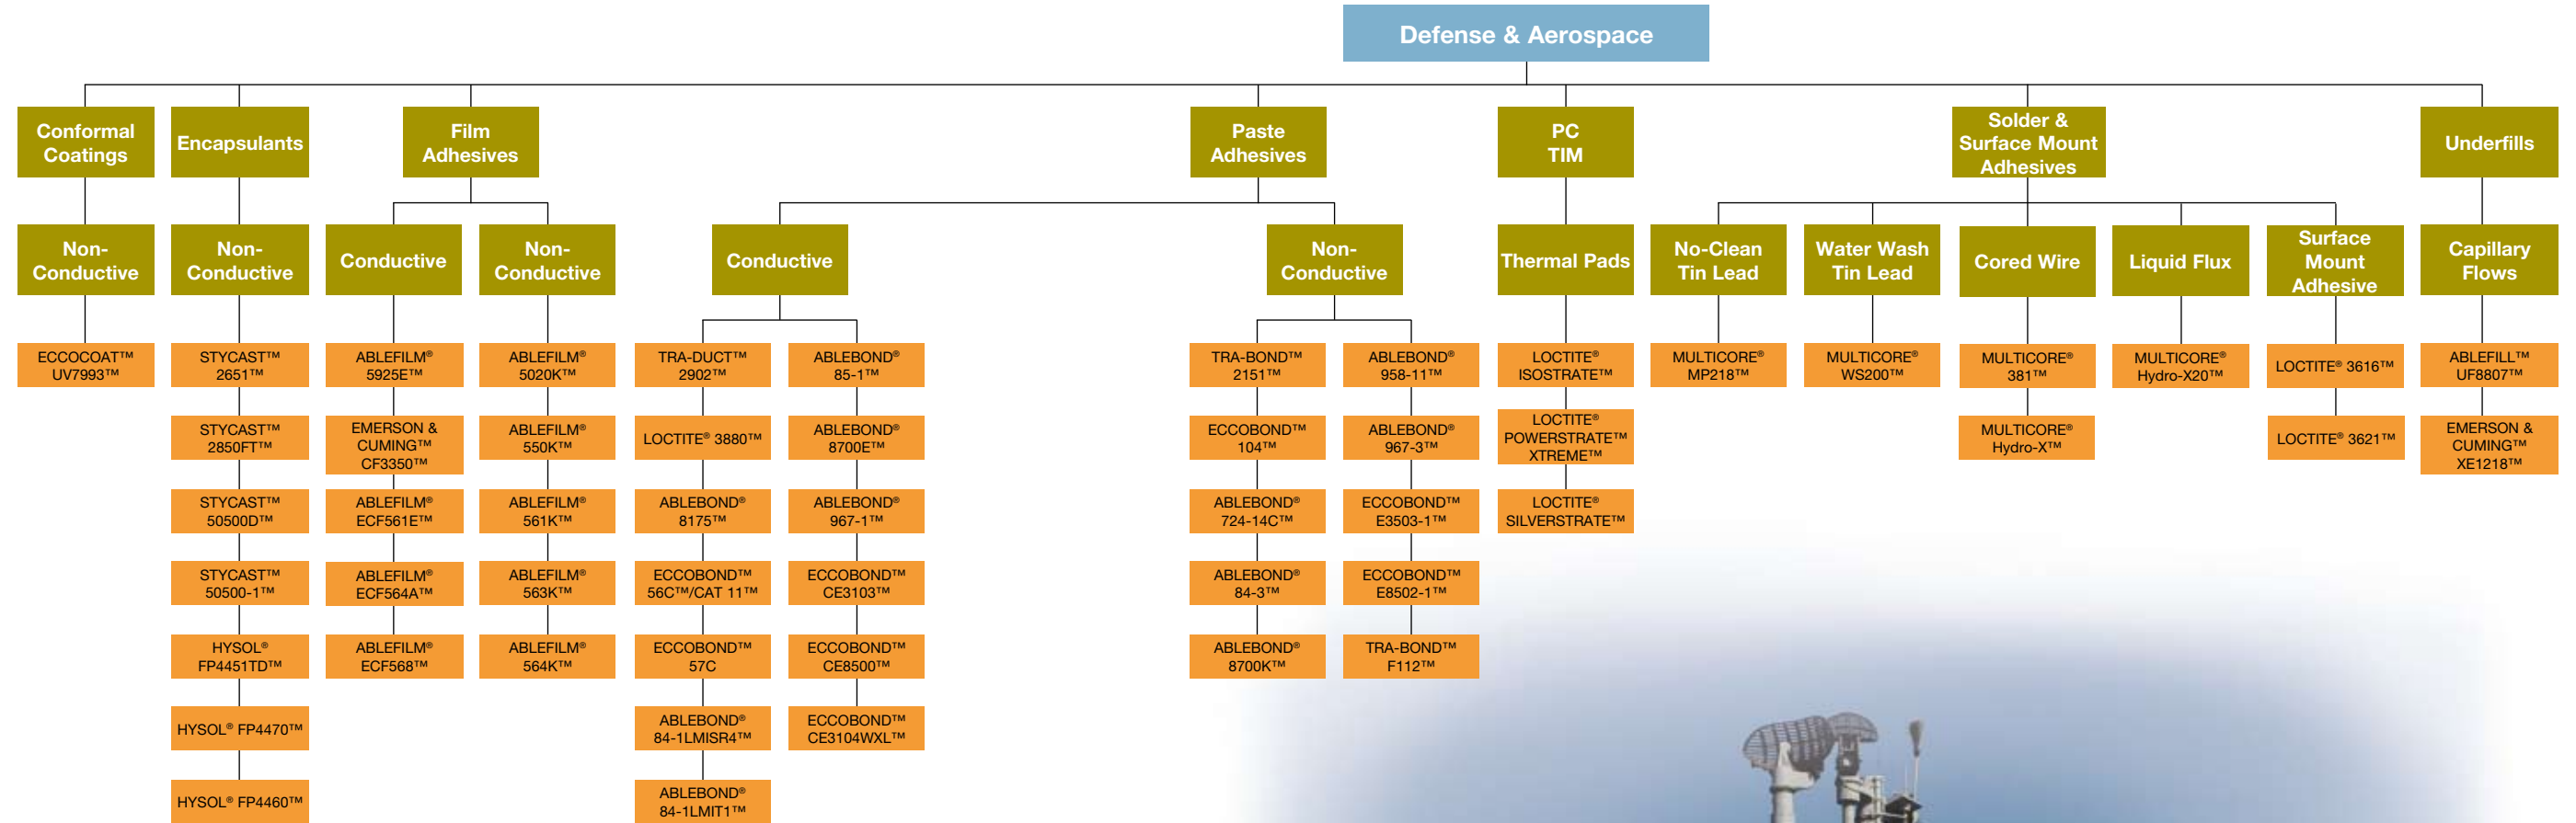 Defense & Aerospace
Conformal
Coatings
Encapsulants
Film
Adhesives
Paste
Adhesives
PC
TIM
Solder &
Surface Mount
Adhesives
Underfills
Non-
Conductive
Non-
Conductive
Conductive
Non-
Conductive
Conductive
Non-
Conductive
Thermal Pads
No-Clean
Tin Lead
Water Wash
Tin Lead
Cored Wire
Liquid Flux
Surface
Mount
Adhesive
Capillary
Flows
ECCOCOAT™
UV7993™
STYCAST™
2651™
STYCAST™
2850FT™
STYCAST™
50500D™
STYCAST™
50500-1™
HYSOL®
FP4451TD™
HYSOL® FP4470™
HYSOL® FP4460™
ABLEFILM®
5925E™
EMERSON &
CUMING™
CF3350™
ABLEFILM®
ECF561E™
ABLEFILM®
ECF564A™
ABLEFILM®
ECF568™
ABLEFILM®
5020K™
ABLEFILM®
550K™
ABLEFILM®
561K™
ABLEFILM®
563K™
ABLEFILM®
564K™
TRA-DUCT™
2902™
LOCTITE® 3880™
ABLEBOND®
8175™
ECCOBOND™
56C™/CAT 11™
ECCOBOND™
57C
ABLEBOND®
84-1LMISR4™
ABLEBOND®
84-1LMIT1™
ABLEBOND®
85-1™
ABLEBOND®
8700E™
ABLEBOND®
967-1™
ECCOBOND™
CE3103™
ECCOBOND™
CE8500™
ECCOBOND™
CE3104WXL™
TRA-BOND™
2151™
ECCOBOND™
104™
ABLEBOND®
724-14C™
ABLEBOND®
84-3™
ABLEBOND®
8700K™
ABLEBOND®
958-11™
ABLEBOND®
967-3™
ECCOBOND™
E3503-1™
ECCOBOND™
E8502-1™
TRA-BOND™
F112™
LOCTITE®
ISOSTRATE™
LOCTITE®
POWERSTRATE™
XTREME™
LOCTITE®
SILVERSTRATE™
MULTICORE®
MP218™
MULTICORE®
WS200™
MULTICORE®
381™
MULTICORE®
Hydro-X™
MULTICORE®
Hydro-X20™
LOCTITE® 3616™
LOCTITE® 3621™
ABLEFILL™
UF8807™
EMERSON &
CUMING™
XE1218™